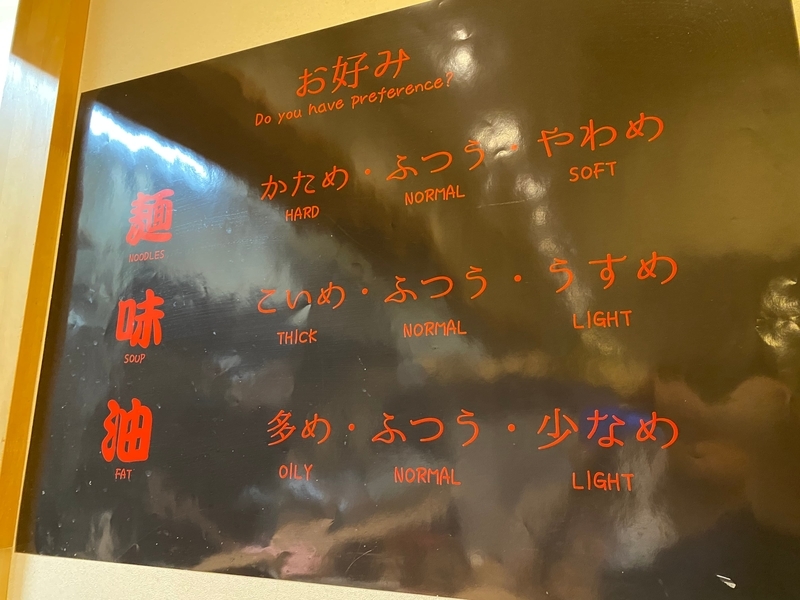 お好み
Do you have preference?
麺 かため・ふつう・やわめ
NOODLES HARD NORMAL SOFT
味 こいめ・ふつう・うすめ
SOUP THICK NORMAL LIGHT
油 多め・ふつう・少なめ
FAT OILY NORMAL LIGHT